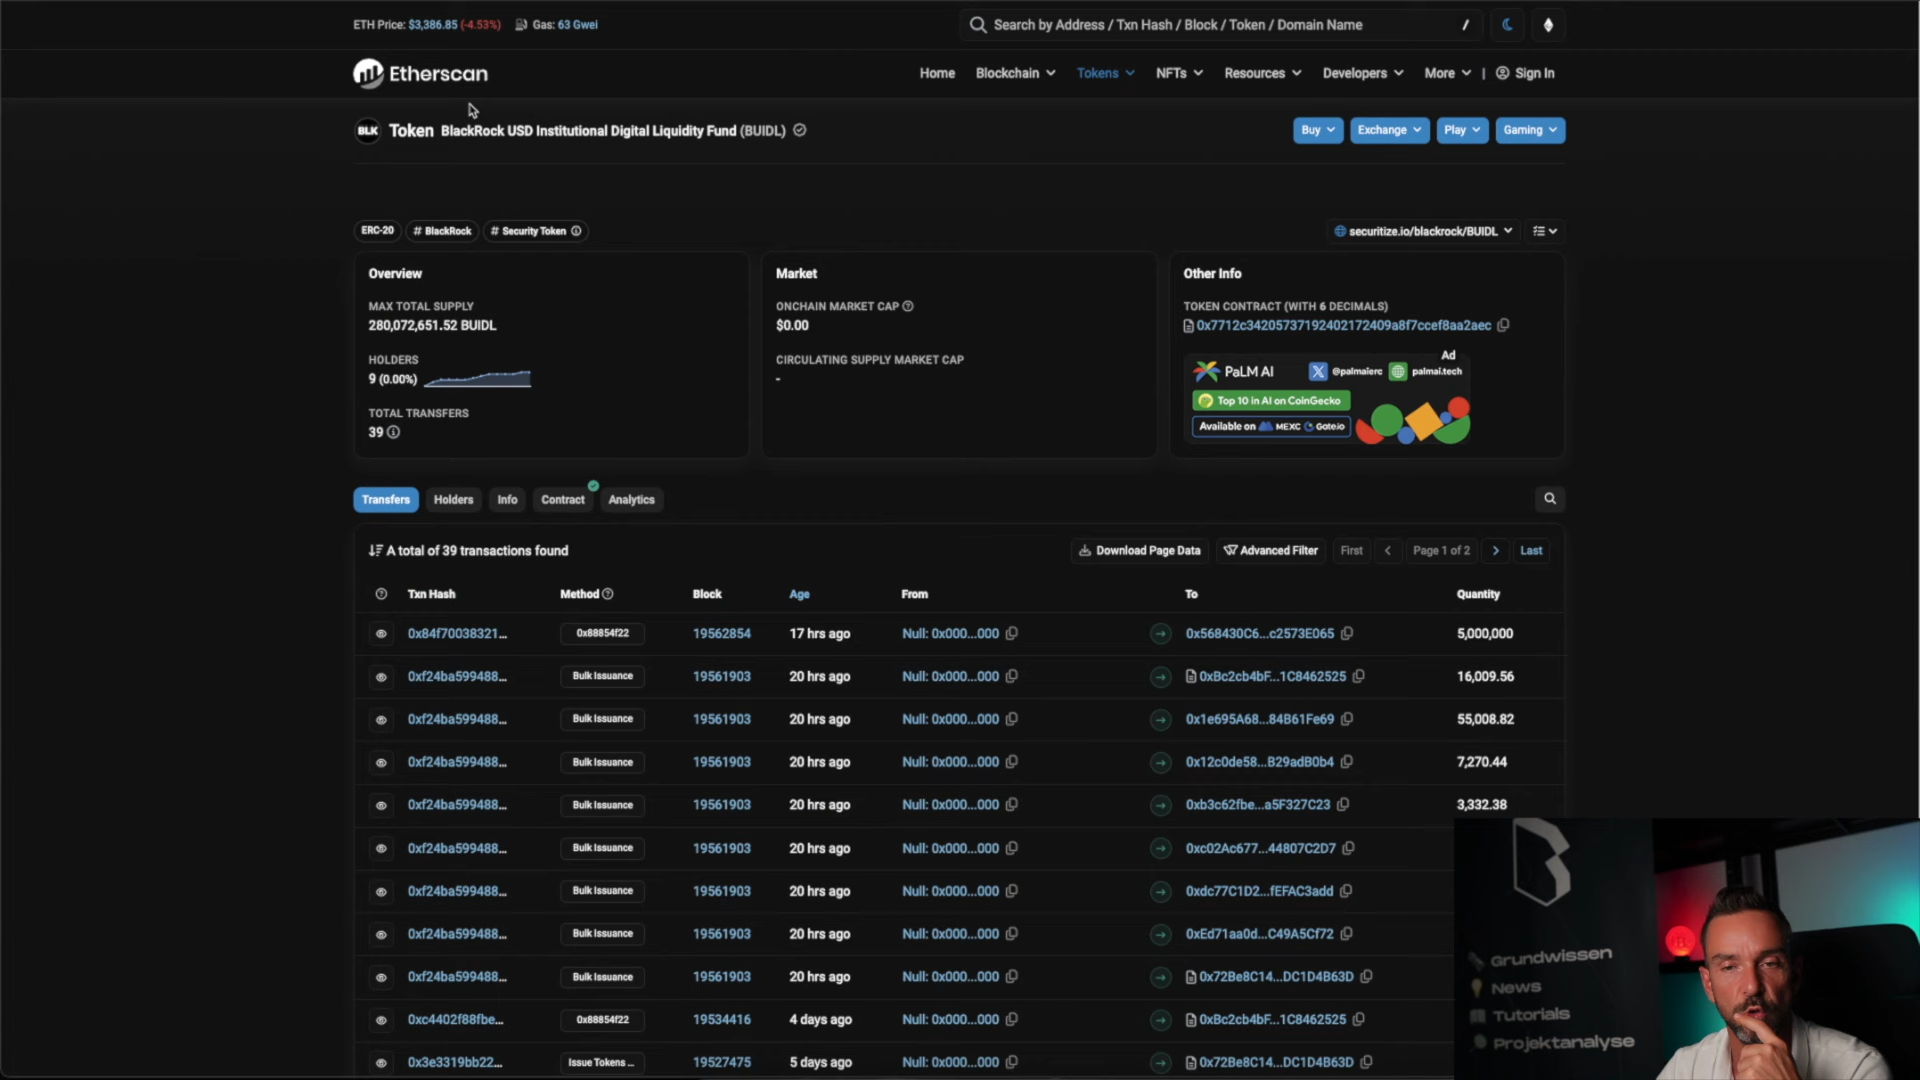 ETH Price: $3,386.85 (-4.53%) Gas: 63 Gwei
Search by Address / Txn Hash / Block / Token / Domain Name /
Etherscan
Home Blockchain Tokens NFTs Resources Developers More | Sign In
BLK Token BlackRock USD Institutional Digital Liquidity Fund (BUIDL)
Buy Exchange Play Gaming
ERC-20 # BlackRock # Security Token
securitize.io/blackrock/BUIDL
Overview
MAX TOTAL SUPPLY
280,072,651.52 BUIDL
HOLDERS
9 (0.00%)
TOTAL TRANSFERS
39
Market
ONCHAIN MARKET CAP
$0.00
CIRCULATING SUPPLY MARKET CAP
-
Other Info
TOKEN CONTRACT (WITH 6 DECIMALS)
0x7712c34205737192402172409a8f7ccef8aa2aec
Ad
PaLM AI @palmaierc palmai.tech
Top 10 in AI on CoinGecko
Available on MEXC Gate.io
Transfers Holders Info Contract Analytics
A total of 39 transactions found
Download Page Data Advanced Filter First Page 1 of 2 Last
Txn Hash Method Block Age From To Quantity
0x84f70038321... 0x88854f22 19562854 17 hrs ago Null: 0x000...000 0x568430C6...c2573E065 5,000,000
0xf24ba599488... Bulk Issuance 19561903 20 hrs ago Null: 0x000...000 0xBc2cb4bF...1C8462525 16,009.56
0xf24ba599488... Bulk Issuance 19561903 20 hrs ago Null: 0x000...000 0x1e695A68...84B61Fe69 55,008.82
0xf24ba599488... Bulk Issuance 19561903 20 hrs ago Null: 0x000...000 0x12c0de58...B29adB0b4 7,270.44
0xf24ba599488... Bulk Issuance 19561903 20 hrs ago Null: 0x000...000 0xb3c62fbe...a5F327C23 3,332.38
0xf24ba599488... Bulk Issuance 19561903 20 hrs ago Null: 0x000...000 0xc02Ac677...44807C2D7
0xf24ba599488... Bulk Issuance 19561903 20 hrs ago Null: 0x000...000 0xdc77C1D2...fEFAC3add
0xf24ba599488... Bulk Issuance 19561903 20 hrs ago Null: 0x000...000 0xEd71aa0d...C49A5Cf72
0xf24ba599488... Bulk Issuance 19561903 20 hrs ago Null: 0x000...000 0x72Be8C14...DC1D4B63D
0xc4402f88fbe... 0x88854f22 19534416 4 days ago Null: 0x000...000 0xBc2cb4bF...1C8462525
0x3e3319bb22... Issue Tokens ... 19527475 5 days ago Null: 0x000...000 0x72Be8C14...DC1D4B63D
Grundwissen
News
Tutorials
Projektanalyse